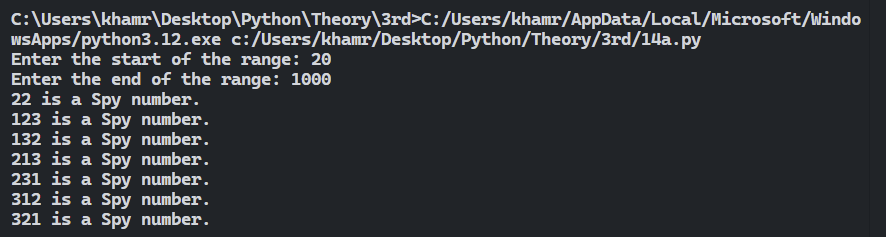 C:\Users\khamr\Desktop\Python\Theory\3rd>C:/Users/khamr/AppData/Local/Microsoft/Windo
wsApps/python3.12.exe c:/Users/khamr/Desktop/Python/Theory/3rd/14a.py
Enter the start of the range: 20
Enter the end of the range: 1000
22 is a Spy number.
123 is a Spy number.
132 is a Spy number.
213 is a Spy number.
231 is a Spy number.
312 is a Spy number.
321 is a Spy number.